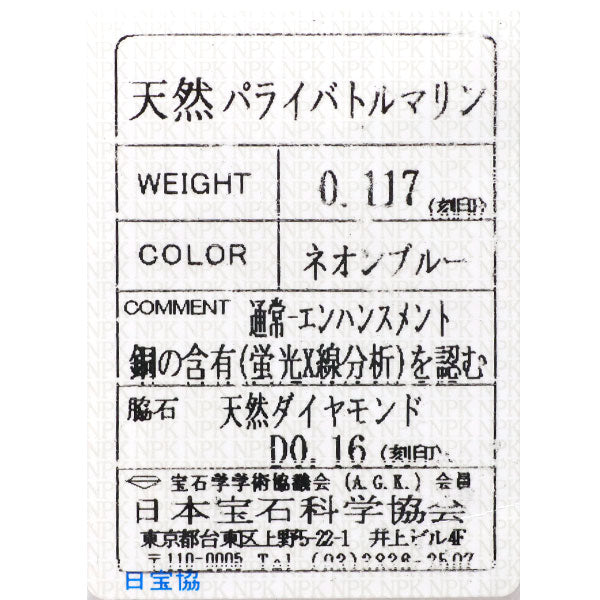 天然パライバトルマリン
WEIGHT 0.117 (刻印)
COLOR ネオンブルー
COMMENT 通常-エンハンスメント
銅の含有(蛍光X線分析)を認む
脇石 天然ダイヤモンド
D0.16 (刻印)
宝石学学術協議会 (A.G.K.) 会員
日本宝石科学協会
東京都台東区上野5-22-1 井上ビル4F
〒110-0005 Tel (03)3836-2507
日宝協